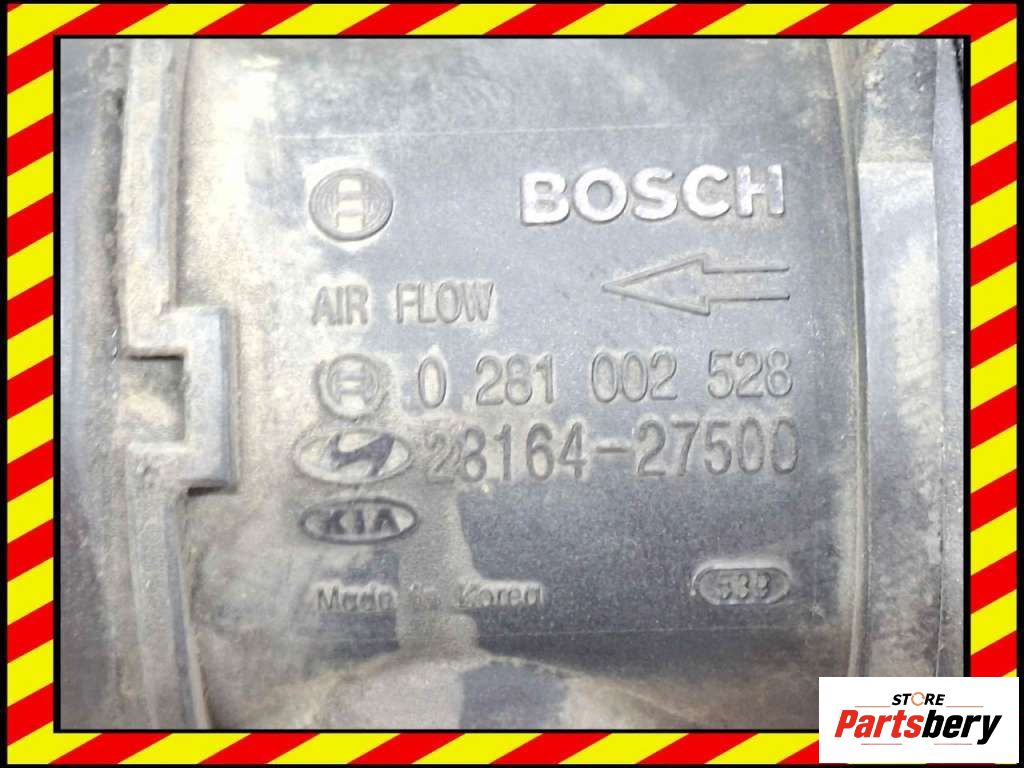 BOSCH
AIR FLOW
0 281 002 528
28164-27500
KIA
Made in Korea
539
STORE
Partsbery